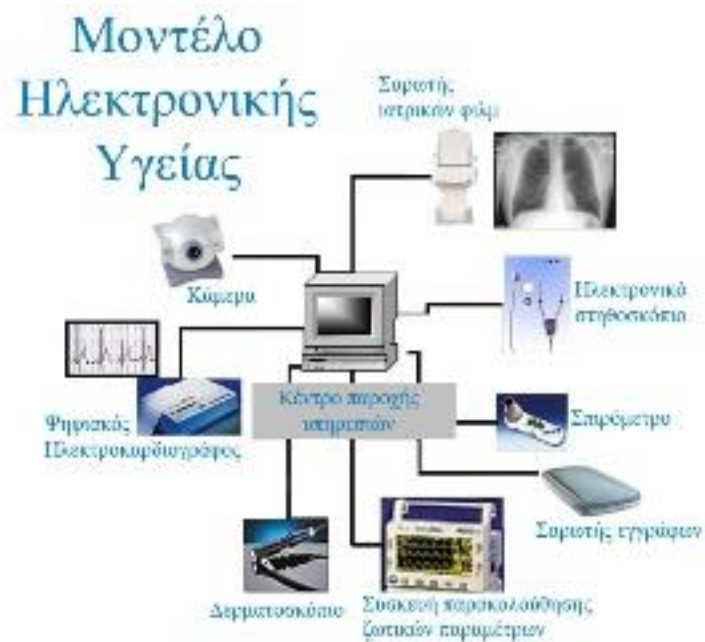 Μοντέλο
Ηλεκτρονικής
Υγείας
Σαρωτής
ιατρικών φιλμ
Κάμερα
Ηλεκτρονικό
στηθοσκόπιο
Κέντρο παροχής
υπηρεσιών
Ψηφιακός
Ηλεκτροκαρδιογράφος
Σπιρόμετρο
Σαρωτής εγγράφων
Δερματοσκόπιο
Συσκευή παρακολούθησης
ζωτικών παραμέτρων